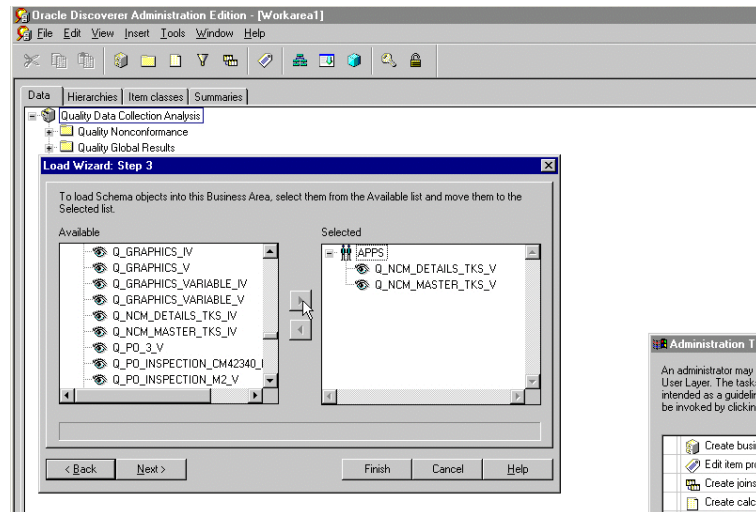 Oracle Discoverer Administration Edition - [Workarea1]
File Edit View Insert Tools Window Help
Data Hierarchies Item classes Summaries
Quality Data Collection Analysis
Quality Nonconformance
Quality Global Results
Load Wizard: Step 3
To load Schema objects into this Business Area, select them from the Available list and move them to the
Selected list.
Available Selected
Q_GRAPHICS_IV
Q_GRAPHICS_V
Q_GRAPHICS_VARIABLE_IV
Q_GRAPHICS_VARIABLE_V
Q_NCM_DETAILS_TKS_IV
Q_NCM_MASTER_TKS_IV
Q_PO_3_V
Q_PO_INSPECTION_CM42340_I
Q_PO_INSPECTION_M2_V
APPS
Q_NCM_DETAILS_TKS_V
Q_NCM_MASTER_TKS_V
< Back Next > Finish Cancel Help
Administration T
An administrator may
User Layer. The task
intended as a guidelin
be invoked by clickin
Create busi
Edit item pro
Create joins
Create calc